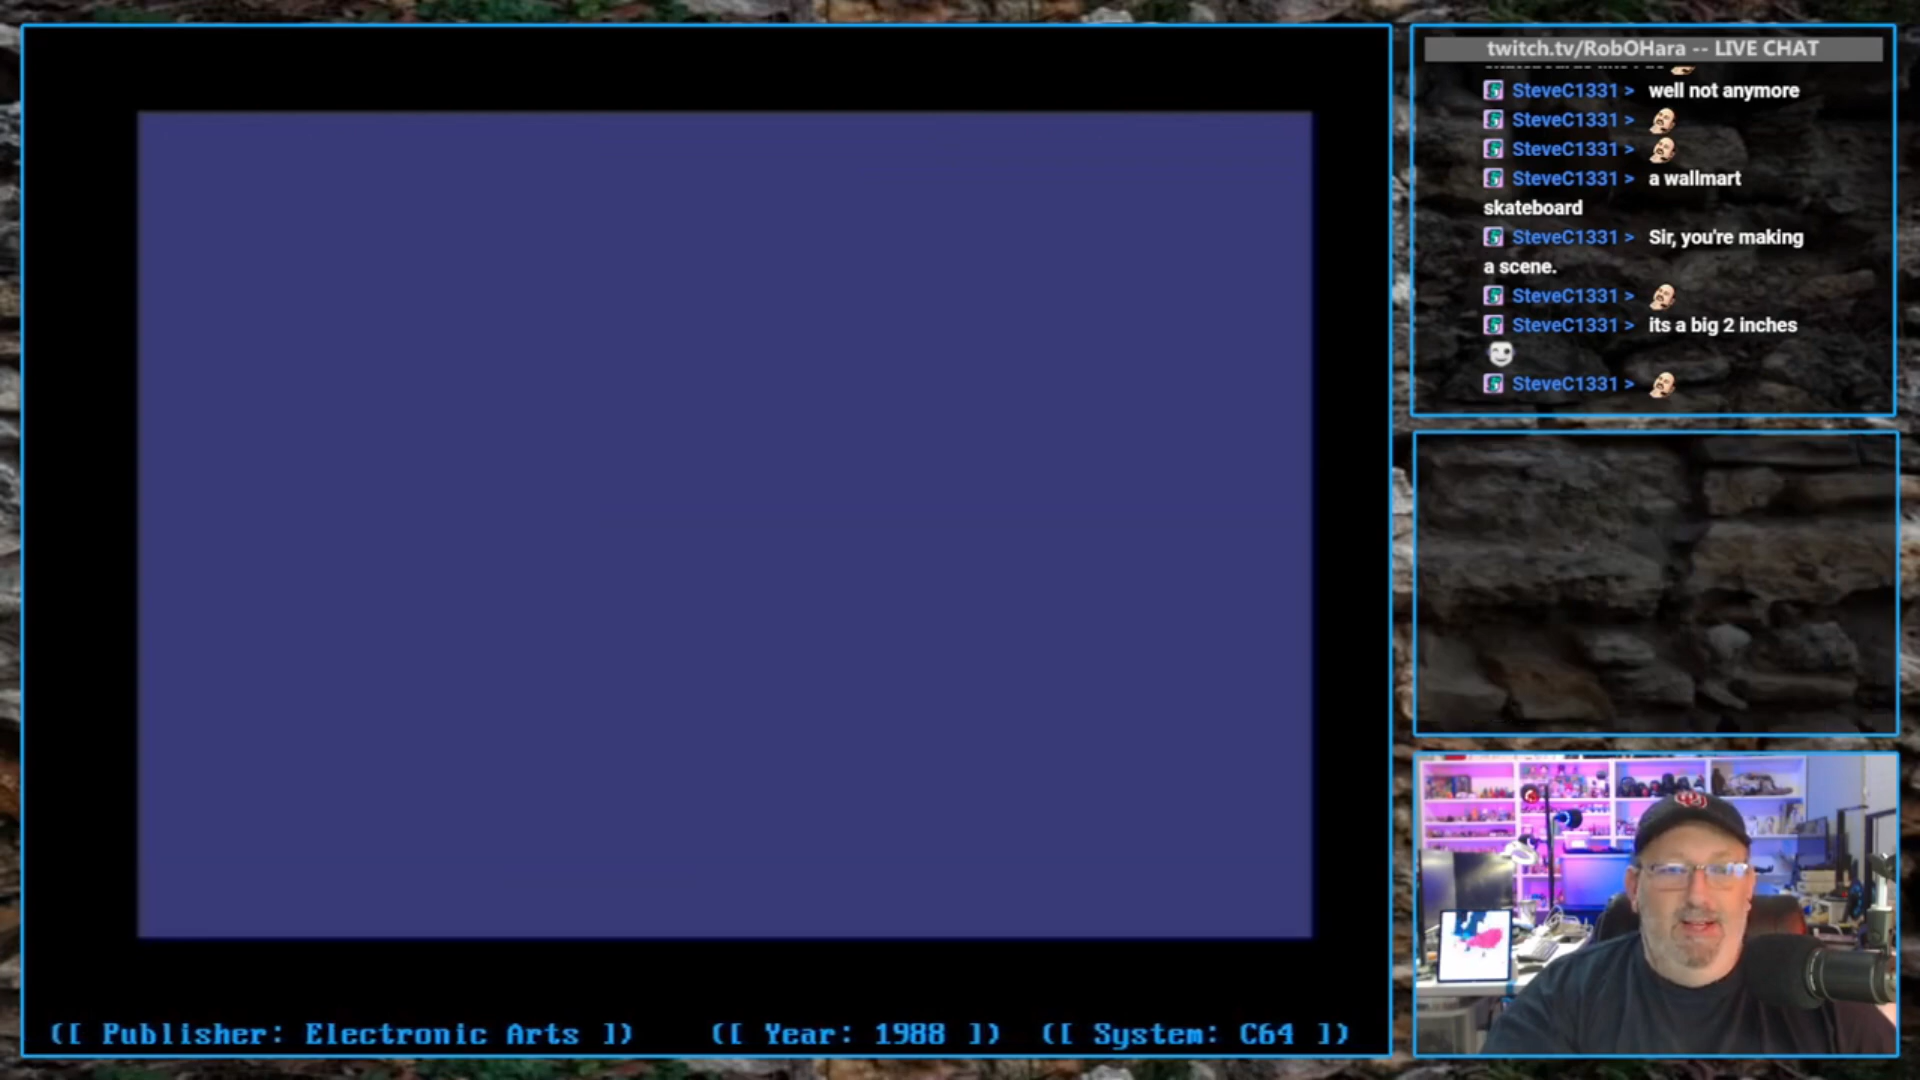 twitch.tv/RobOHara -- LIVE CHAT
SteveC1331 > well not anymore
SteveC1331 >
SteveC1331 >
SteveC1331 > a wallmart
skateboard
SteveC1331 > Sir, you're making
a scene.
SteveC1331 >
SteveC1331 > its a big 2 inches
SteveC1331 >
([ Publisher: Electronic Arts ]) ([ Year: 1988 ]) ([ System: C64 ])